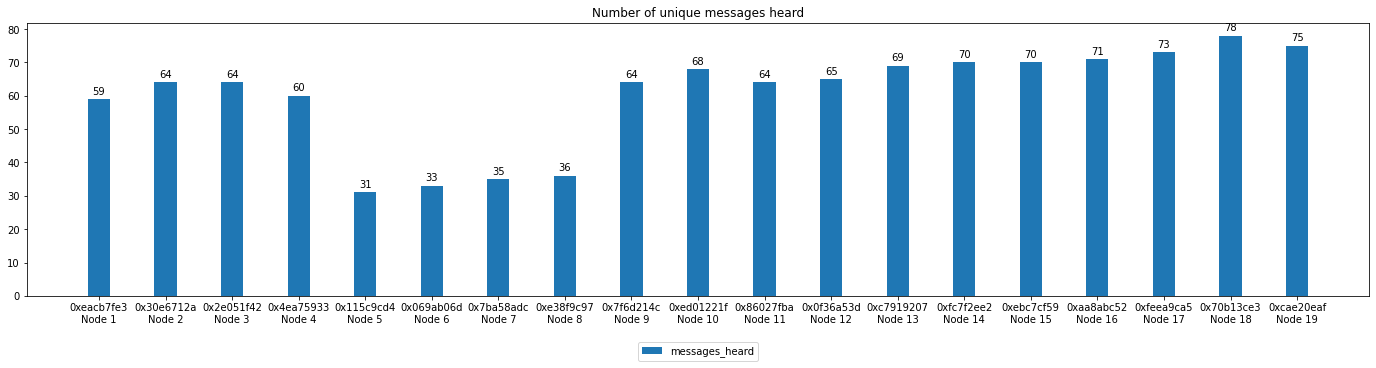 Number of unique messages heard
80
70
60
50
40
30
20
10
0
59 64 64 60 31 33 35 36 64 68 64 65 69 70 70 71 73 78 75
0xeacb7fe3 0x30e6712a 0x2e051f42 0x4ea75933 0x115c9cd4 0x069ab06d 0x7ba58adc 0xe38f9c97 0x7f6d214c 0xed01221f 0x86027fba 0x0f36a53d 0xc7919207 0xfc7f2ee2 0xebc7cf59 0xaa8abc52 0xfeea9ca5 0x70b13ce3 0xcae20eaf
Node 1 Node 2 Node 3 Node 4 Node 5 Node 6 Node 7 Node 8 Node 9 Node 10 Node 11 Node 12 Node 13 Node 14 Node 15 Node 16 Node 17 Node 18 Node 19
messages_heard